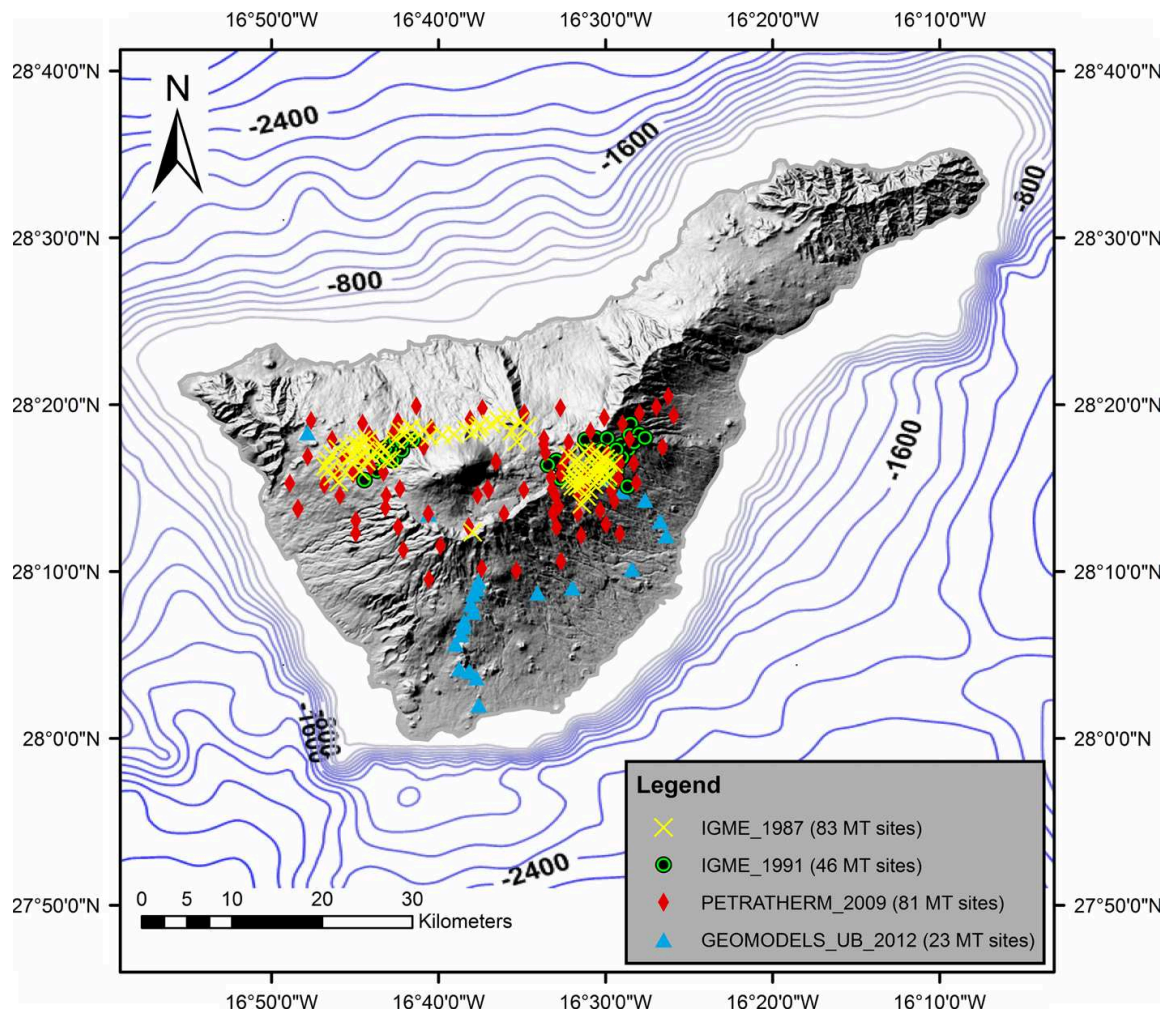 16°50'0"W 16°40'0"W 16°30'0"W 16°20'0"W 16°10'0"W
28°40'0"N 28°40'0"N
N
-2400
-1600
-800
28°30'0"N 28°30'0"N
-800
28°20'0"N 28°20'0"N
-1600
28°10'0"N 28°10'0"N
28°0'0"N 28°0'0"N
Legend
IGME_1987 (83 MT sites)
IGME_1991 (46 MT sites)
-2400
0 5 10 20 30
Kilometers
27°50'0"N 27°50'0"N
PETRATHERM_2009 (81 MT sites)
GEOMODELS_UB_2012 (23 MT sites)
16°50'0"W 16°40'0"W 16°30'0"W 16°20'0"W 16°10'0"W